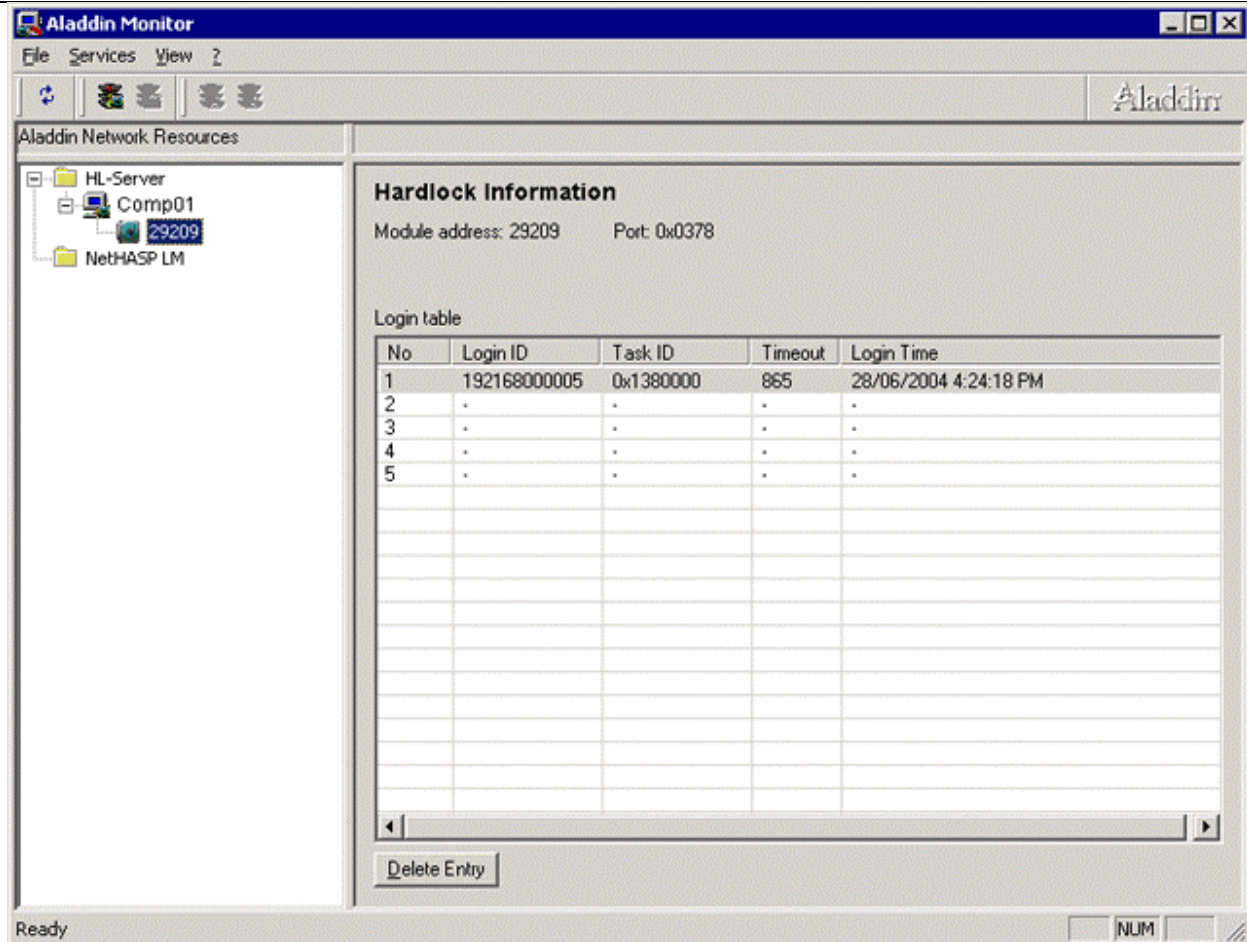 Aladdin Monitor
File Services View ?
Aladdin
Aladdin Network Resources
HL-Server
Comp01
29209
NetHASP LM
Hardlock Information
Module address: 29209 Port: 0x0378
Login table
No Login ID Task ID Timeout Login Time
1 192168000005 0x1380000 865 28/06/2004 4:24:18 PM
2 - - - -
3 - - - -
4 - - - -
5 - - - -
Delete Entry
Ready NUM